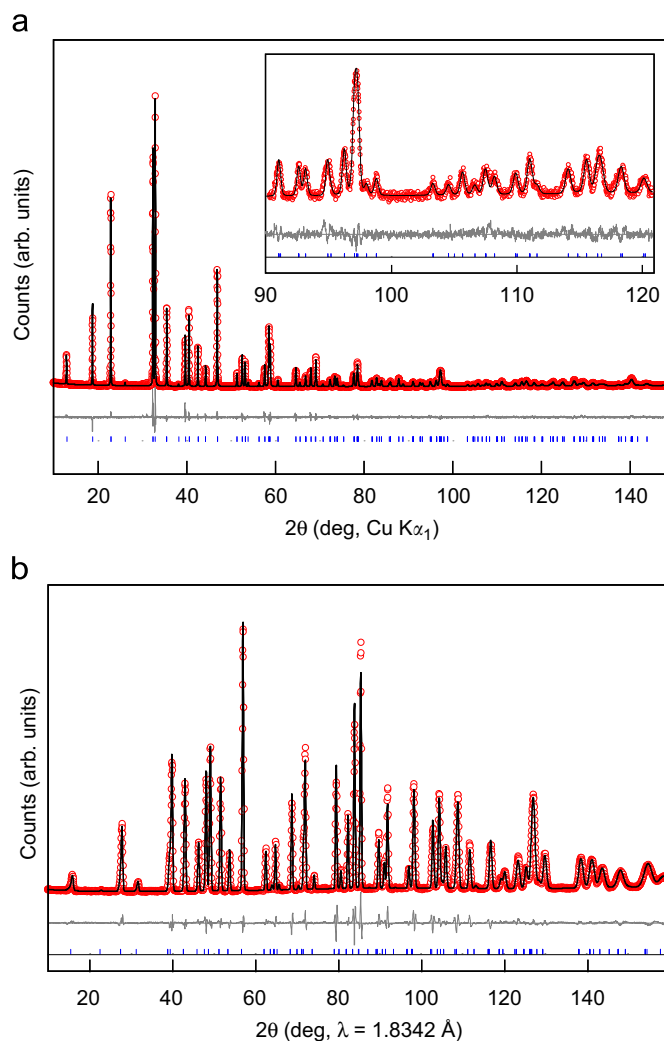 a
Counts (arb. units)
90 100 110 120
20 40 60 80 100 120 140
2θ (deg, Cu Kα₁)
b
Counts (arb. units)
20 40 60 80 100 120 140
2θ (deg, λ = 1.8342 Å)